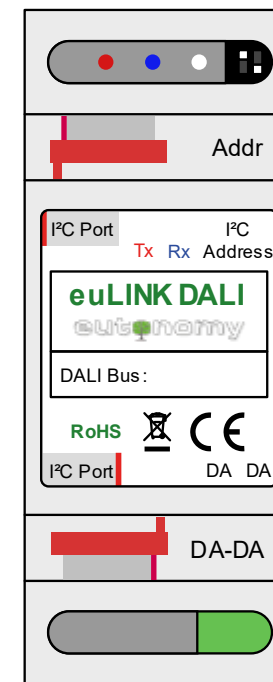 Addr
I²C Port
I²C
Tx Rx Address
euLINK DALI
eutonomy
DALI Bus:
RoHS CE
I²C Port DA DA
DA-DA